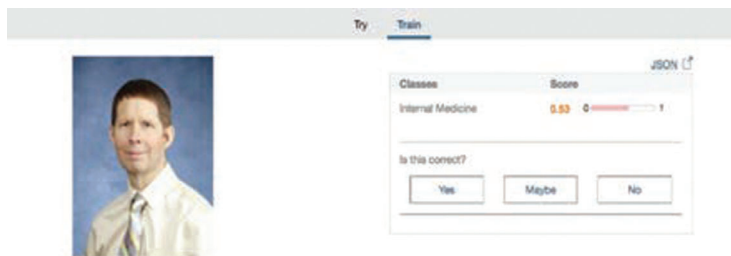 Try Train
JSON
Classes Score
Internal Medicine 0.53 0 1
Is this correct?
Yes Maybe No